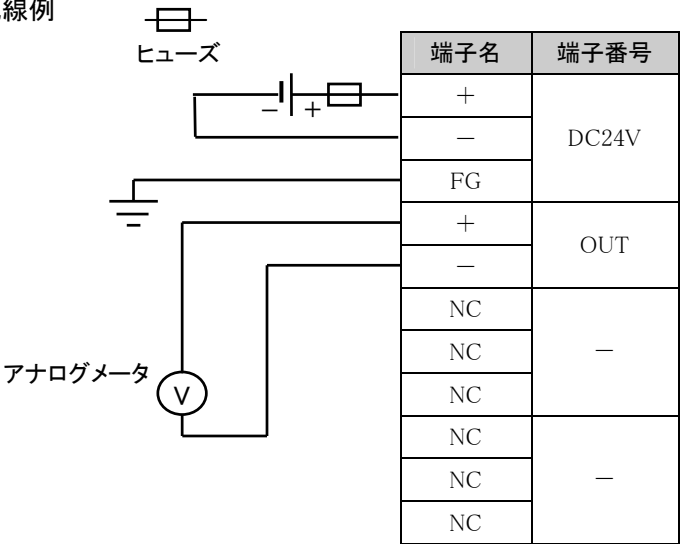 線例
ヒューズ
端子名 端子番号
＋ DC24V
－
FG
＋ OUT
－
NC －
NC
NC
NC －
NC
NC
－ ＋
アナログメータ
V